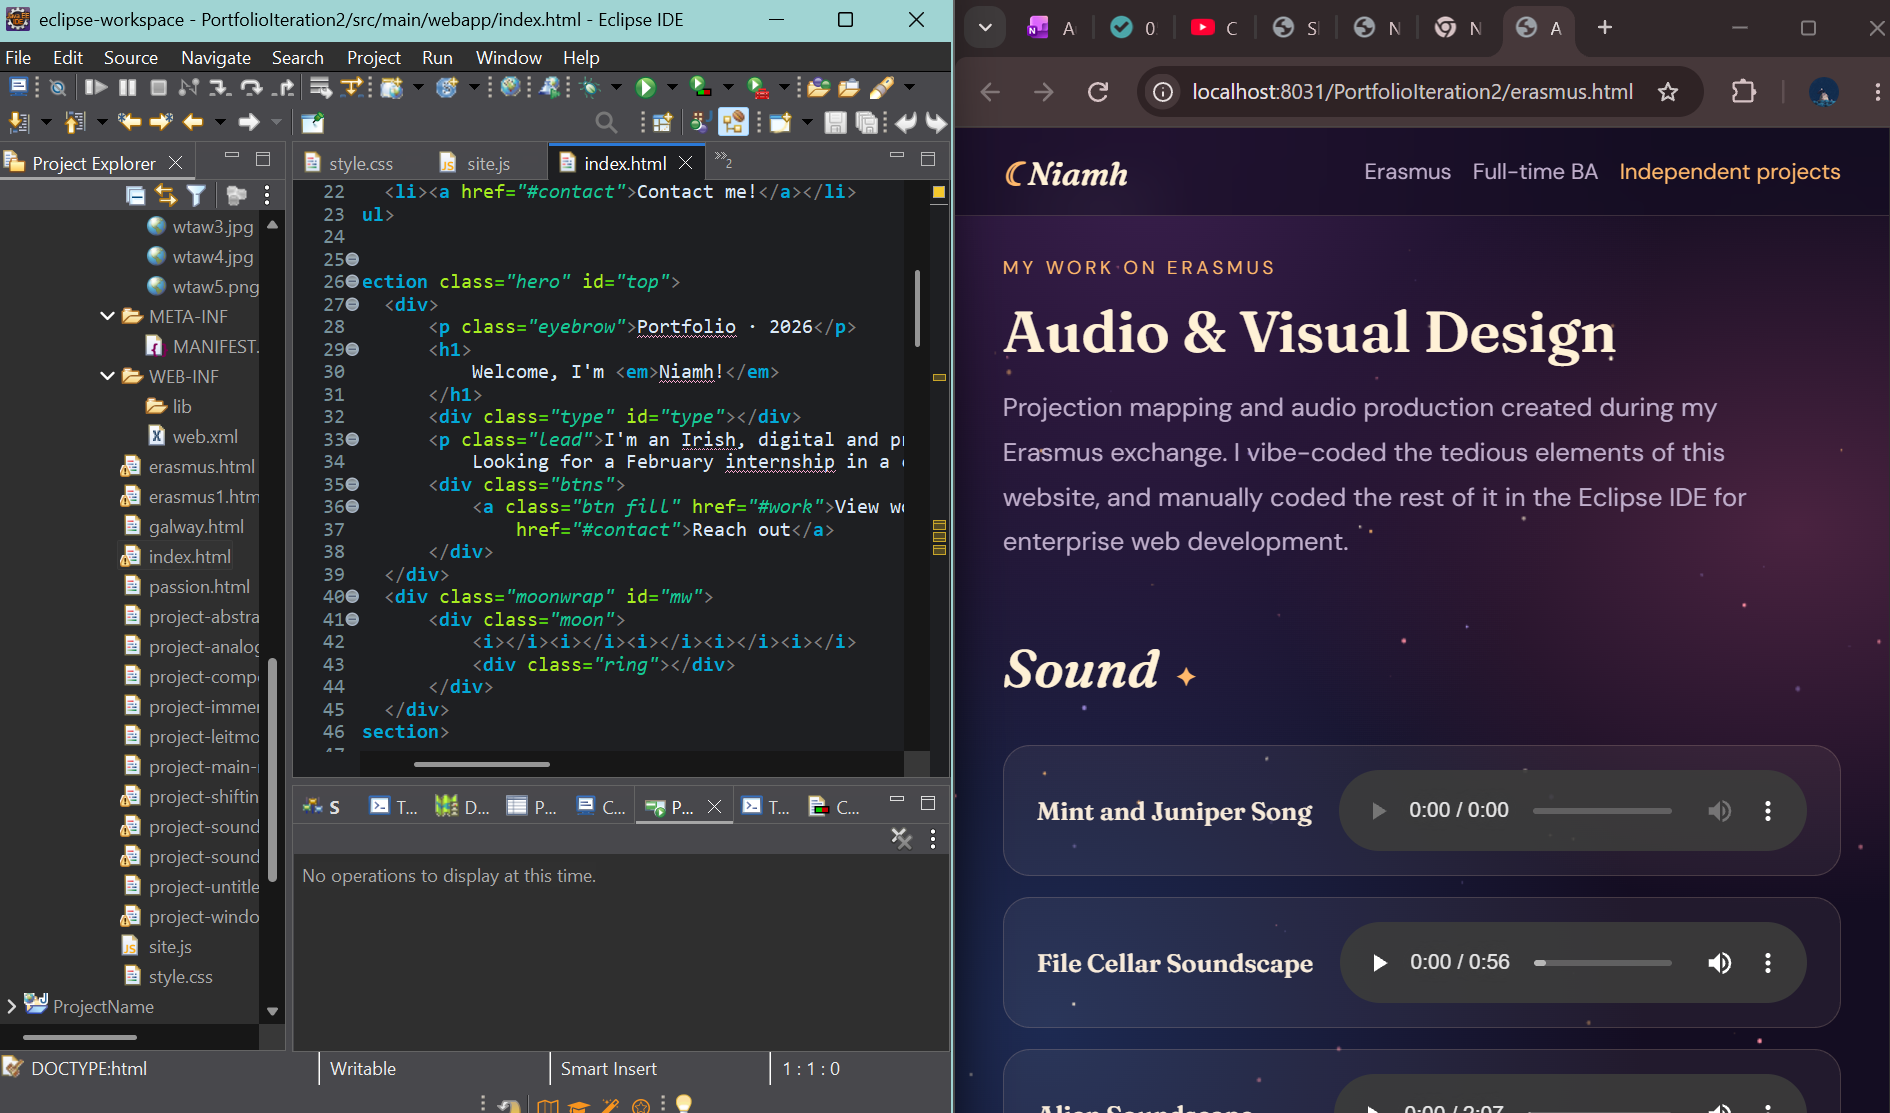 eclipse-workspace - PortfolioIteration2/src/main/webapp/index.html - Eclipse IDE
File Edit Source Navigate Search Project Run Window Help
Project Explorer
wtaw3.jpg
wtaw4.jpg
wtaw5.png
META-INF
MANIFEST.
WEB-INF
lib
web.xml
erasmus.html
erasmus1.htm
galway.html
index.html
passion.html
project-abstra
project-analog
project-comp
project-immer
project-leitmo
project-main-
project-shiftin
project-sound
project-sound
project-untitle
project-windo
site.js
style.css
ProjectName
style.css site.js index.html »2
22 <li><a href="#contact">Contact me!</a></li>
23 ul>
24
25
26 ection class="hero" id="top">
27 <div>
28 <p class="eyebrow">Portfolio · 2026</p>
29 <h1>
30 Welcome, I'm <em>Niamh!</em>
31 </h1>
32 <div class="type" id="type"></div>
33 <p class="lead">I'm an Irish, digital and pr
34 Looking for a February internship in a c
35 <div class="btns">
36 <a class="btn fill" href="#work">View wo
37 href="#contact">Reach out</a>
38 </div>
39 </div>
40 <div class="moonwrap" id="mw">
41 <div class="moon">
42 <i></i><i></i><i></i><i></i><i></i>
43 <div class="ring"></div>
44 </div>
45 </div>
46 section>
47
S T... D... P... C... P... T... C...
No operations to display at this time.
DOCTYPE:html Writable Smart Insert 1 : 1 : 0
A 0 C S N N A
localhost:8031/PortfolioIteration2/erasmus.html
Niamh
Erasmus Full-time BA Independent projects
MY WORK ON ERASMUS
Audio & Visual Design
Projection mapping and audio production created during my
Erasmus exchange. I vibe-coded the tedious elements of this
website, and manually coded the rest of it in the Eclipse IDE for
enterprise web development.
Sound
Mint and Juniper Song 0:00 / 0:00
File Cellar Soundscape 0:00 / 0:56
Alien Soundscape 0:00 / 2:07